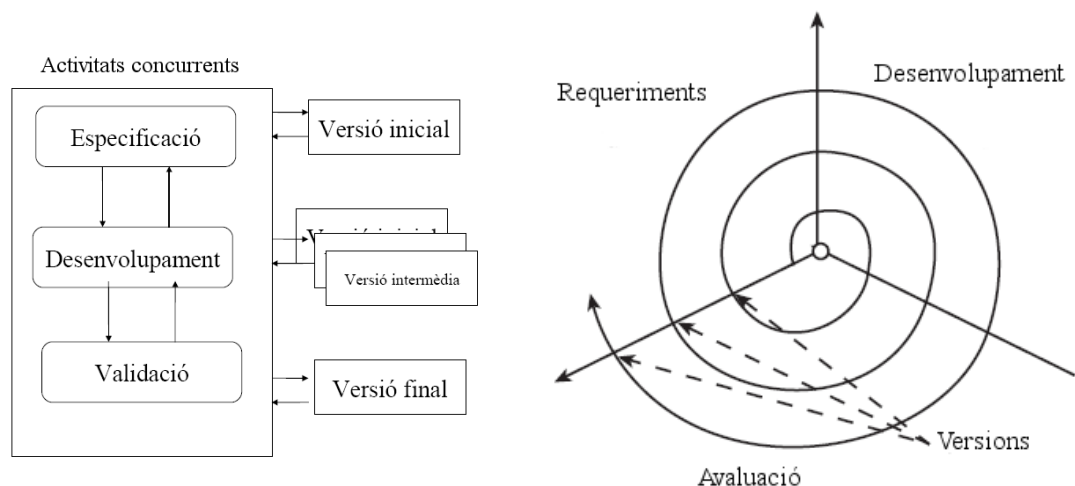 Activitats concurrents
Especificació
Desenvolupament
Validació
Versió inicial
Versió intermèdia
Versió final
Requeriments
Desenvolupament
Versions
Avaluació